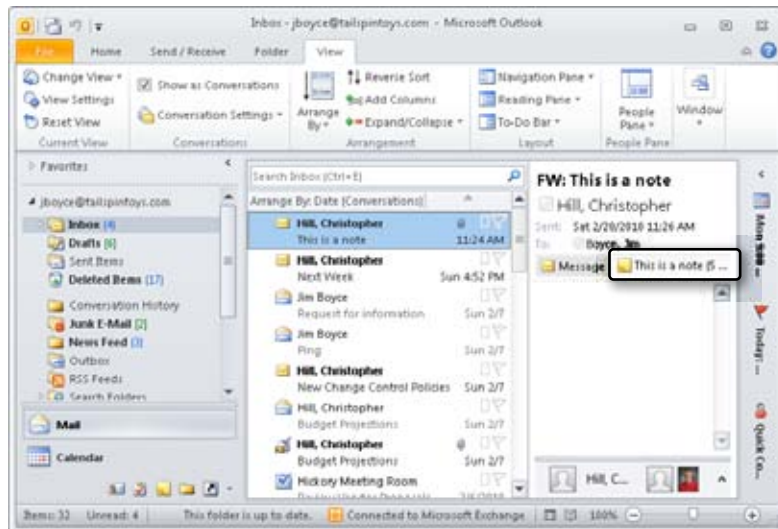 Inbox - jboyce@tailspintoys.com - Microsoft Outlook
File Home Send / Receive Folder View
Change View
View Settings
Reset View
Current View
Show as Conversations
Conversation Settings
Conversations
Arrange By
Reverse Sort
Add Columns
Expand/Collapse
Arrangement
Navigation Pane
Reading Pane
To-Do Bar
Layout
People Pane
People Pane
Window
Favorites
jboyce@tailspintoys.com
Inbox (4)
Drafts [6]
Sent Items
Deleted Items (17)
Conversation History
Junk E-Mail [2]
News Feed (3)
Outbox
RSS Feeds
Search Folders
Mail
Calendar
Search Inbox (Ctrl+E)
Arrange By: Date (Conversations)
Hill, Christopher
This is a note 11:24 AM
Hill, Christopher
Next Week Sun 4:52 PM
Jim Boyce
Request for information Sun 2/7
Jim Boyce
Ping Sun 2/7
Hill, Christopher
New Change Control Policies Sun 2/7
Hill, Christopher
Budget Projections Sun 2/7
Hill, Christopher
Budget Projections Sun 2/7
Hickory Meeting Room
FW: This is a note
Hill, Christopher
Sent: Sat 2/20/2010 11:26 AM
To: Boyce, Jim
Message This is a note (5 ...
Hill, C...
Today: ...
Quick Co...
Items: 32 Unread: 4 This folder is up to date. Connected to Microsoft Exchange 100%